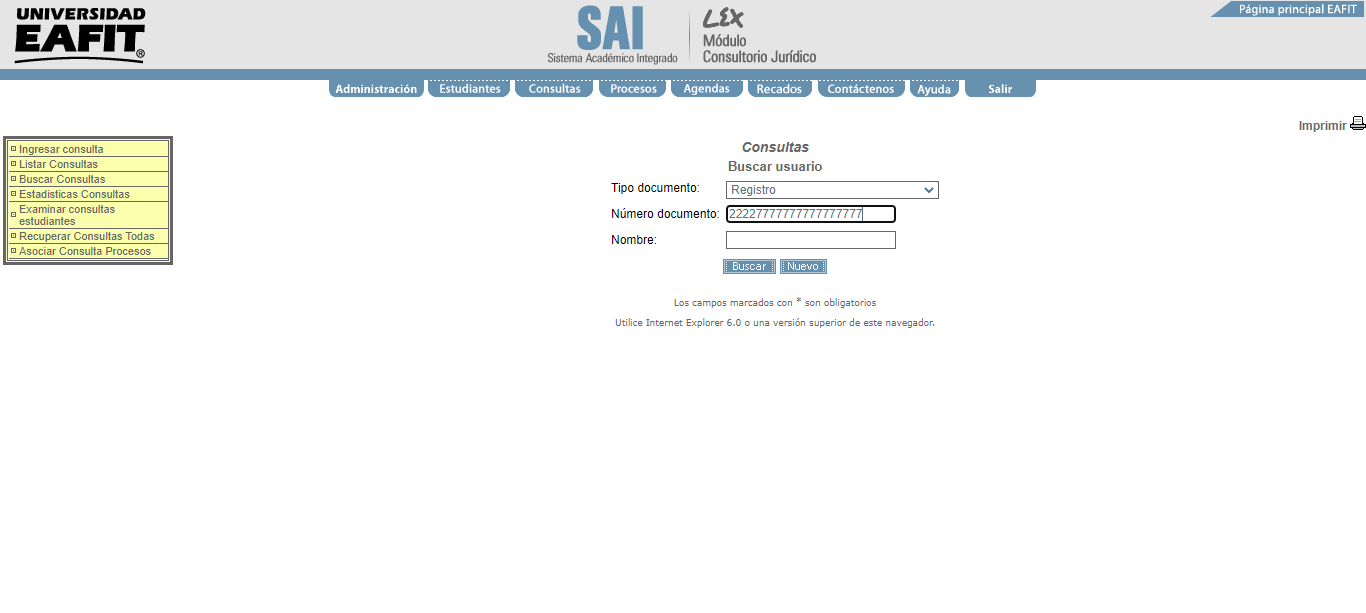 UNIVERSIDAD
EAFIT®
SAI
Sistema Académico Integrado
LEX
Módulo
Consultorio Jurídico
Página principal EAFIT
Administración Estudiantes Consultas Procesos Agendas Recados Contáctenos Ayuda Salir
Imprimir
Ingresar consulta
Listar Consultas
Buscar Consultas
Estadisticas Consultas
Examinar consultas
estudiantes
Recuperar Consultas Todas
Asociar Consulta Procesos
Consultas
Buscar usuario
Tipo documento: Registro
Número documento:
Nombre:
Buscar Nuevo
Los campos marcados con * son obligatorios
Utilice Internet Explorer 6.0 o una versión superior de este navegador.